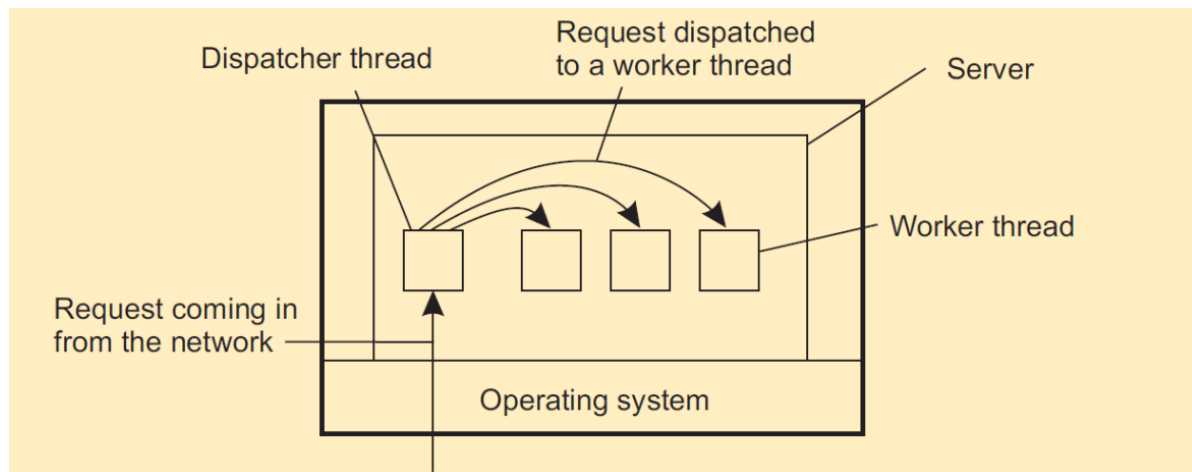 Dispatcher thread
Request dispatched
to a worker thread
Server
Worker thread
Request coming in
from the network
Operating system